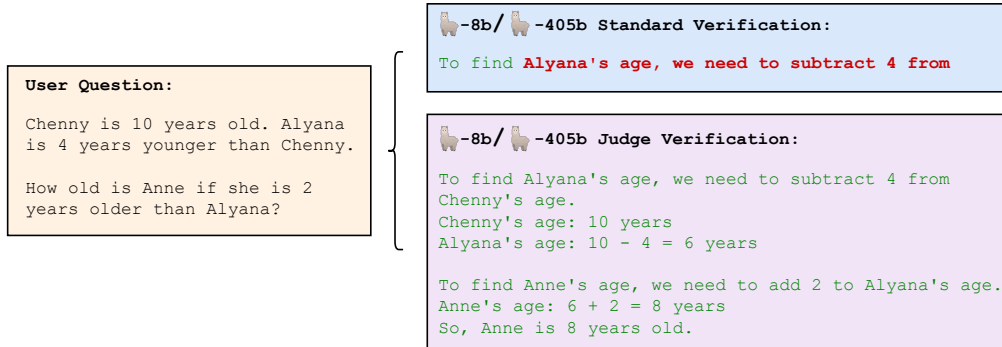 User Question:
Chenny is 10 years old. Alyana
is 4 years younger than Chenny.
How old is Anne if she is 2
years older than Alyana?
-8b/ -405b Standard Verification:
To find Alyana's age, we need to subtract 4 from
-8b/ -405b Judge Verification:
To find Alyana's age, we need to subtract 4 from
Chenny's age.
Chenny's age: 10 years
Alyana's age: 10 - 4 = 6 years
To find Anne's age, we need to add 2 to Alyana's age.
Anne's age: 6 + 2 = 8 years
So, Anne is 8 years old.